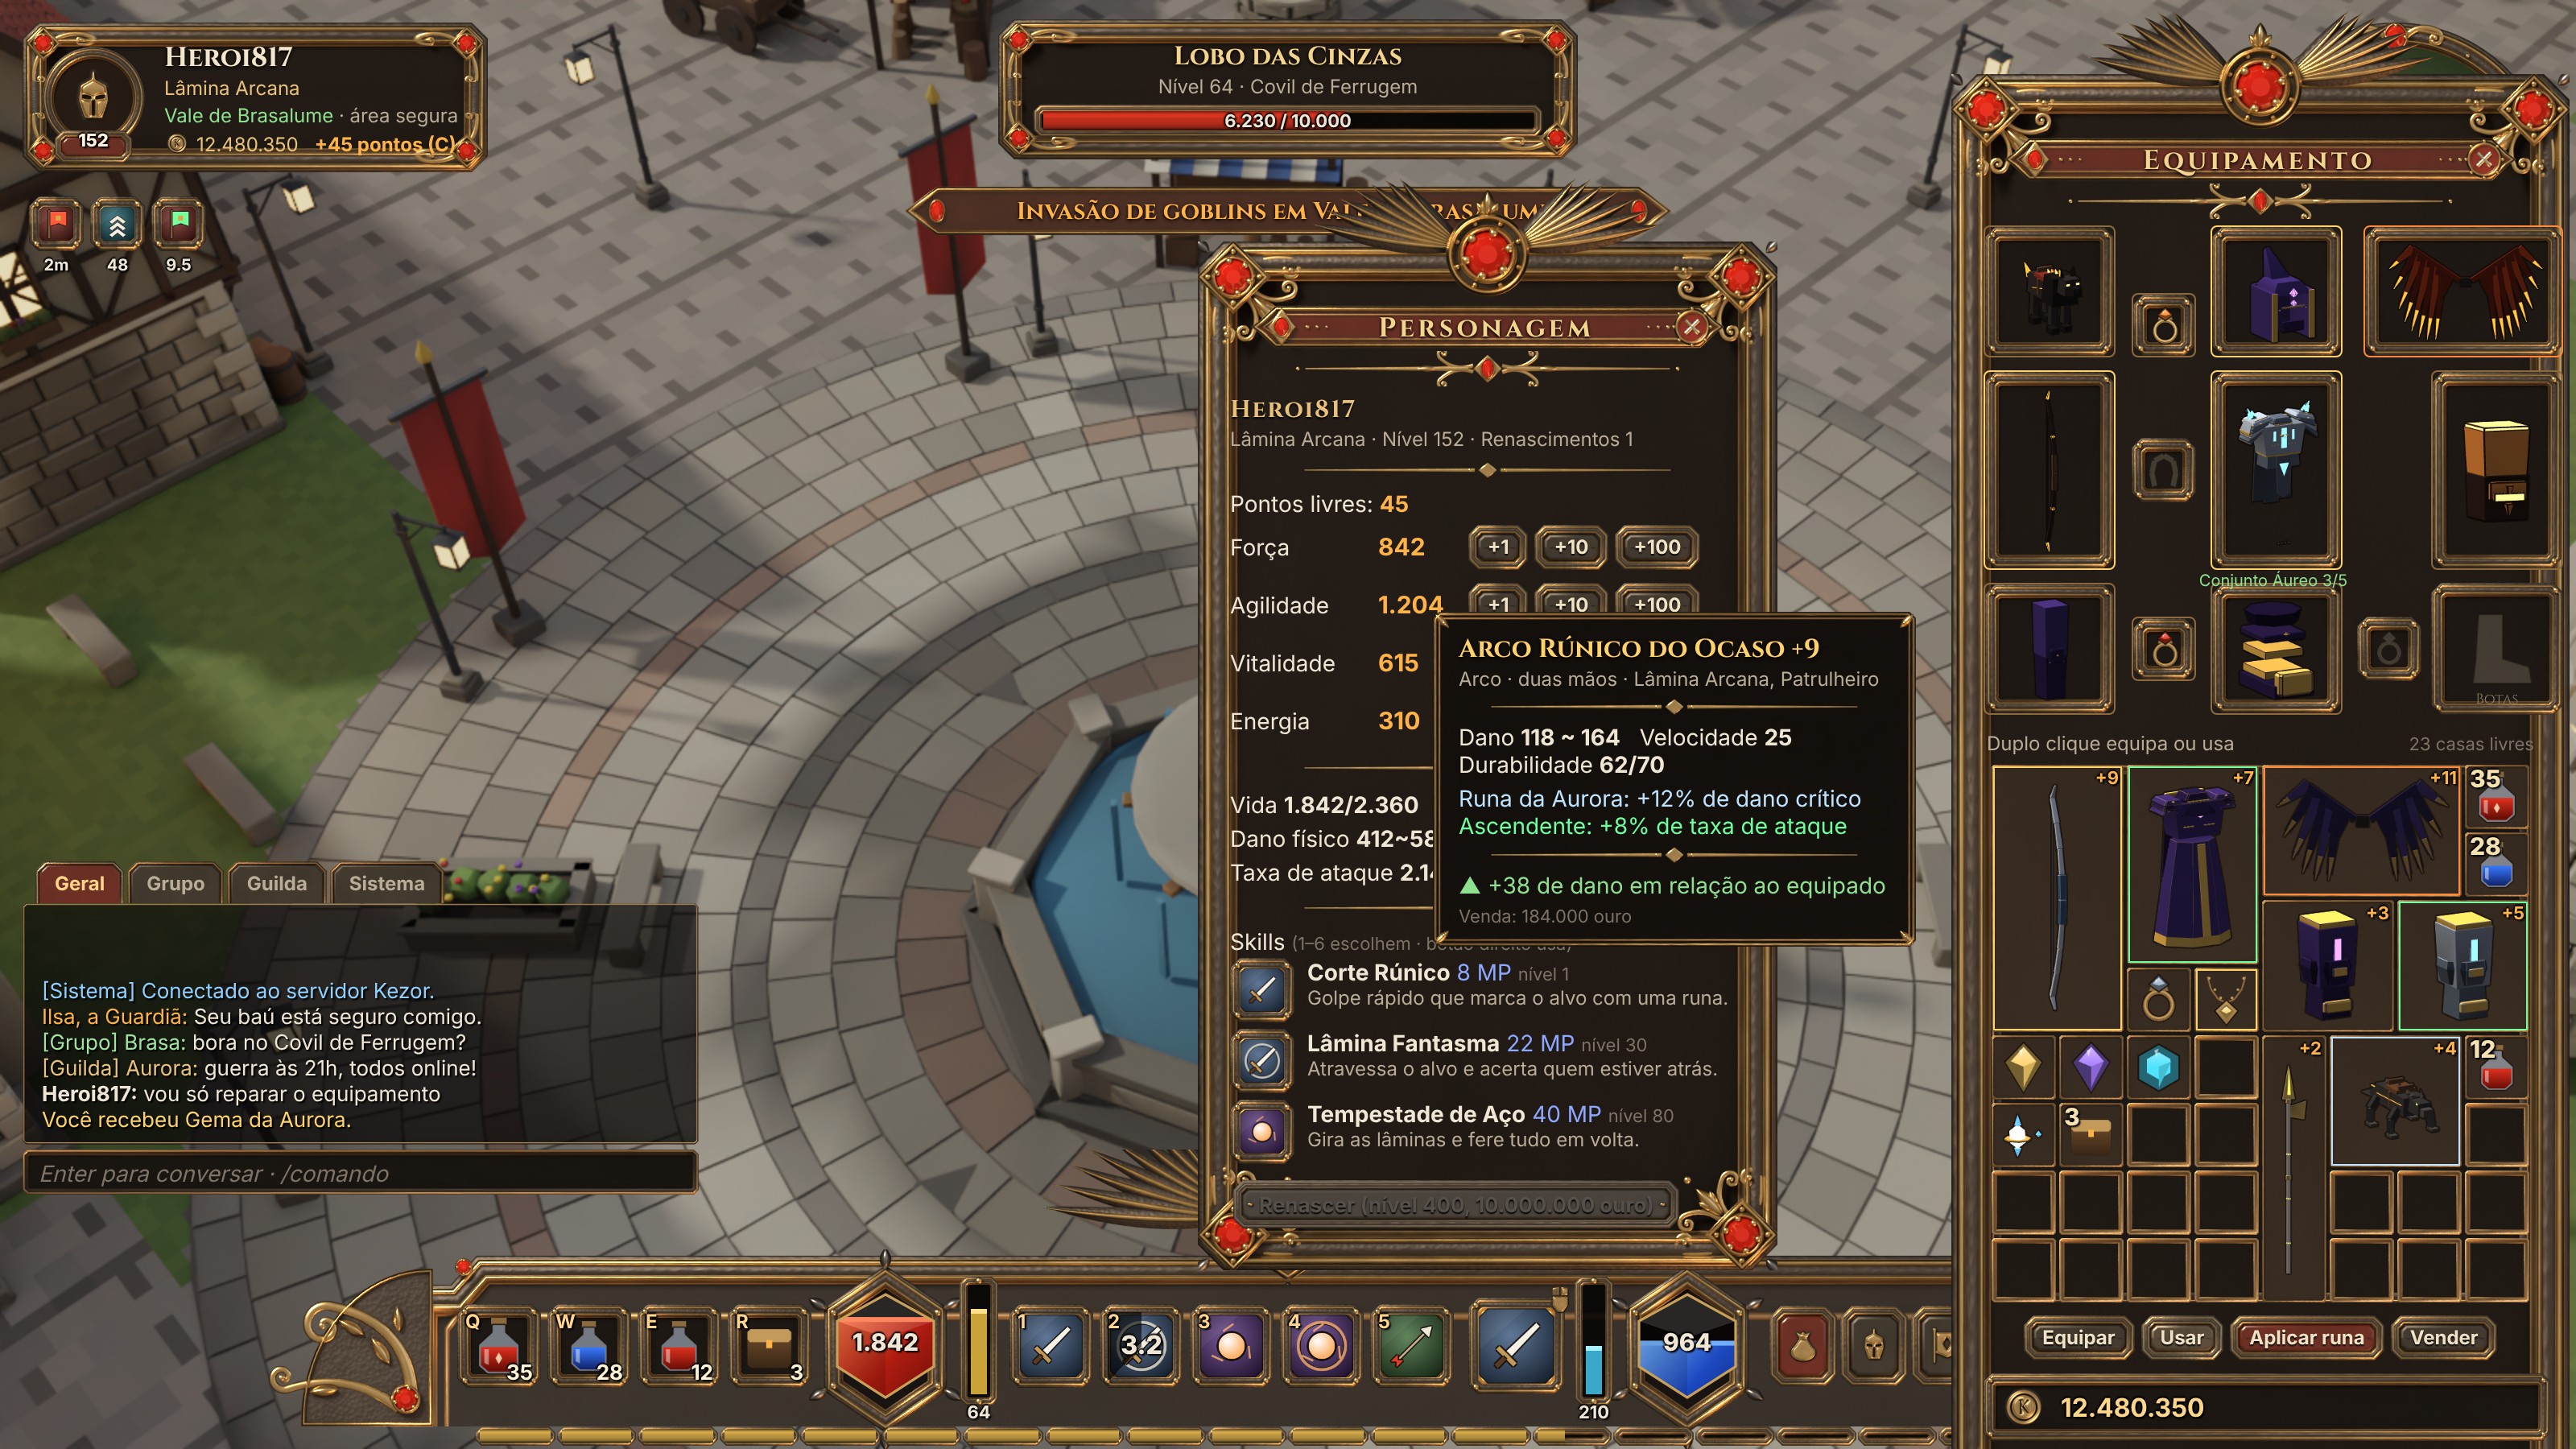 Heroi817
Lâmina Arcana
Vale de Brasalume · área segura
152
12.480.350 +45 pontos (C)
2m 48 9.5
Lobo das Cinzas
Nível 64 · Covil de Ferrugem
6.230 / 10.000
Invasão de goblins em
Personagem
Heroi817
Lâmina Arcana · Nível 152 · Renascimentos 1
Pontos livres: 45
Força 842 +1 +10 +100
Agilidade 1.204 +1 +10 +100
Vitalidade 615
Energia 310
Vida 1.842/2.360
Dano físico 412~58
Taxa de ataque 2.1
Skills (1–6 escolhem ·
Corte Rúnico 8 MP nível 1
Golpe rápido que marca o alvo com uma runa.
Lâmina Fantasma 22 MP nível 30
Atravessa o alvo e acerta quem estiver atrás.
Tempestade de Aço 40 MP nível 80
Gira as lâminas e fere tudo em volta.
Renascer (nível 400, 10.000.000 ouro)
Arco Rúnico do Ocaso +9
Arco · duas mãos · Lâmina Arcana, Patrulheiro
Dano 118 ~ 164 Velocidade 25
Durabilidade 62/70
Runa da Aurora: +12% de dano crítico
Ascendente: +8% de taxa de ataque
▲ +38 de dano em relação ao equipado
Venda: 184.000 ouro
Equipamento
Conjunto Áureo 3/5
Botas
Duplo clique equipa ou usa 23 casas livres
+9 +7 +11 35
28
+3 +5
+2 +4 12
3
Equipar Usar Aplicar runa Vender
K 12.480.350
Geral Grupo Guilda Sistema
[Sistema] Conectado ao servidor Kezor.
Ilsa, a Guardiã: Seu baú está seguro comigo.
[Grupo] Brasa: bora no Covil de Ferrugem?
[Guilda] Aurora: guerra às 21h, todos online!
Heroi817: vou só reparar o equipamento
Você recebeu Gema da Aurora.
Enter para conversar · /comando
Q 35 W 28 E 12 R 3
1.842
64
1 2 3.2 3 4 5
210
964